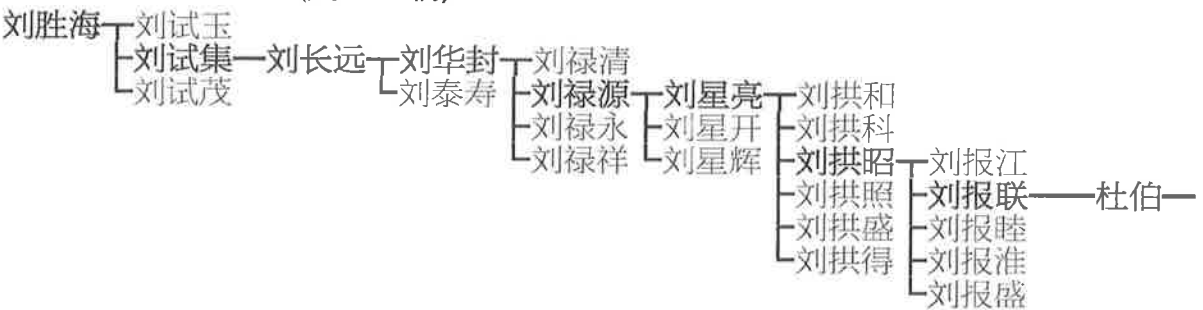 刘胜海 刘试玉
刘试集 刘长远 刘华封 刘禄清
刘试茂 刘泰寿 刘禄源 刘星亮 刘拱和
刘禄永 刘星开 刘拱科
刘禄祥 刘星辉 刘拱昭 刘报江
刘拱照 刘报联 杜伯
刘拱盛 刘报睦
刘拱得 刘报淮
刘报盛